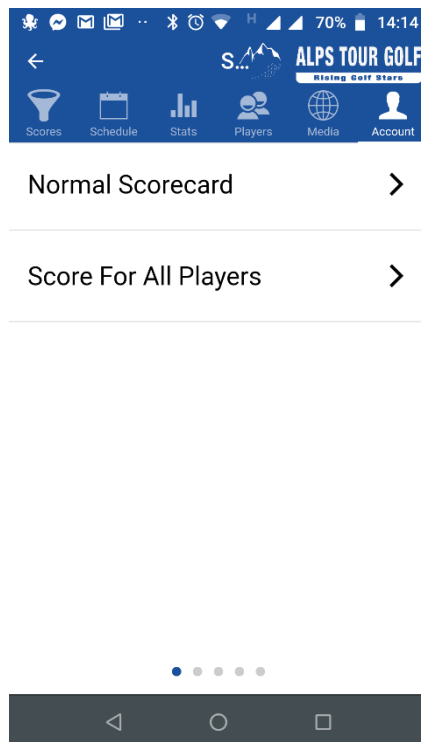 H 70% 14:14
S... ALPS TOUR GOLF
Rising Golf Stars
Scores Schedule Stats Players Media Account
Normal Scorecard
Score For All Players